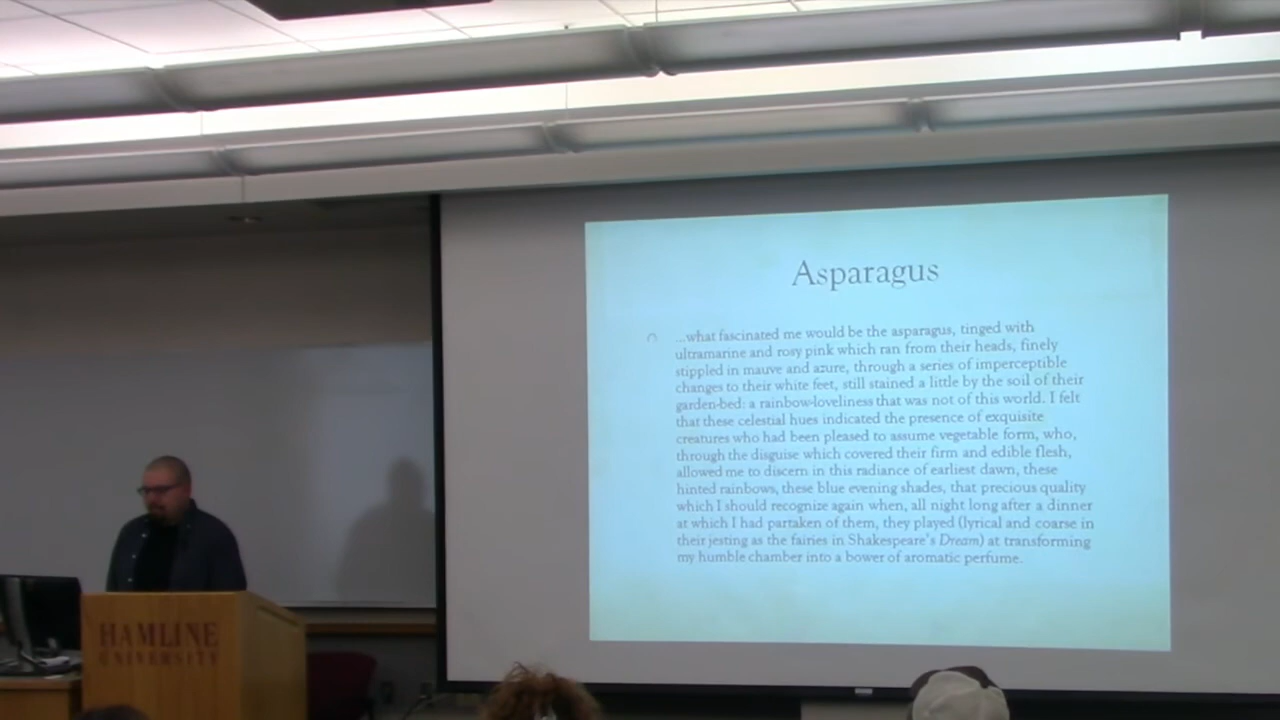 Asparagus
...what fascinated me would be the asparagus, tinged with
ultramarine and rosy pink which ran from their heads, finely
stippled in mauve and azure, through a series of imperceptible
changes to their white feet, still stained a little by the soil of their
garden-bed: a rainbow-loveliness that was not of this world. I felt
that these celestial hues indicated the presence of exquisite
creatures who had been pleased to assume vegetable form, who,
through the disguise which covered their firm and edible flesh,
allowed me to discern in this radiance of earliest dawn, these
hinted rainbows, these blue evening shades, that precious quality
which I should recognize again when, all night long after a dinner
at which I had partaken of them, they played (lyrical and coarse in
their jesting as the fairies in Shakespeare's Dream) at transforming
my humble chamber into a bower of aromatic perfume.
HAMLINE
UNIVERSITY